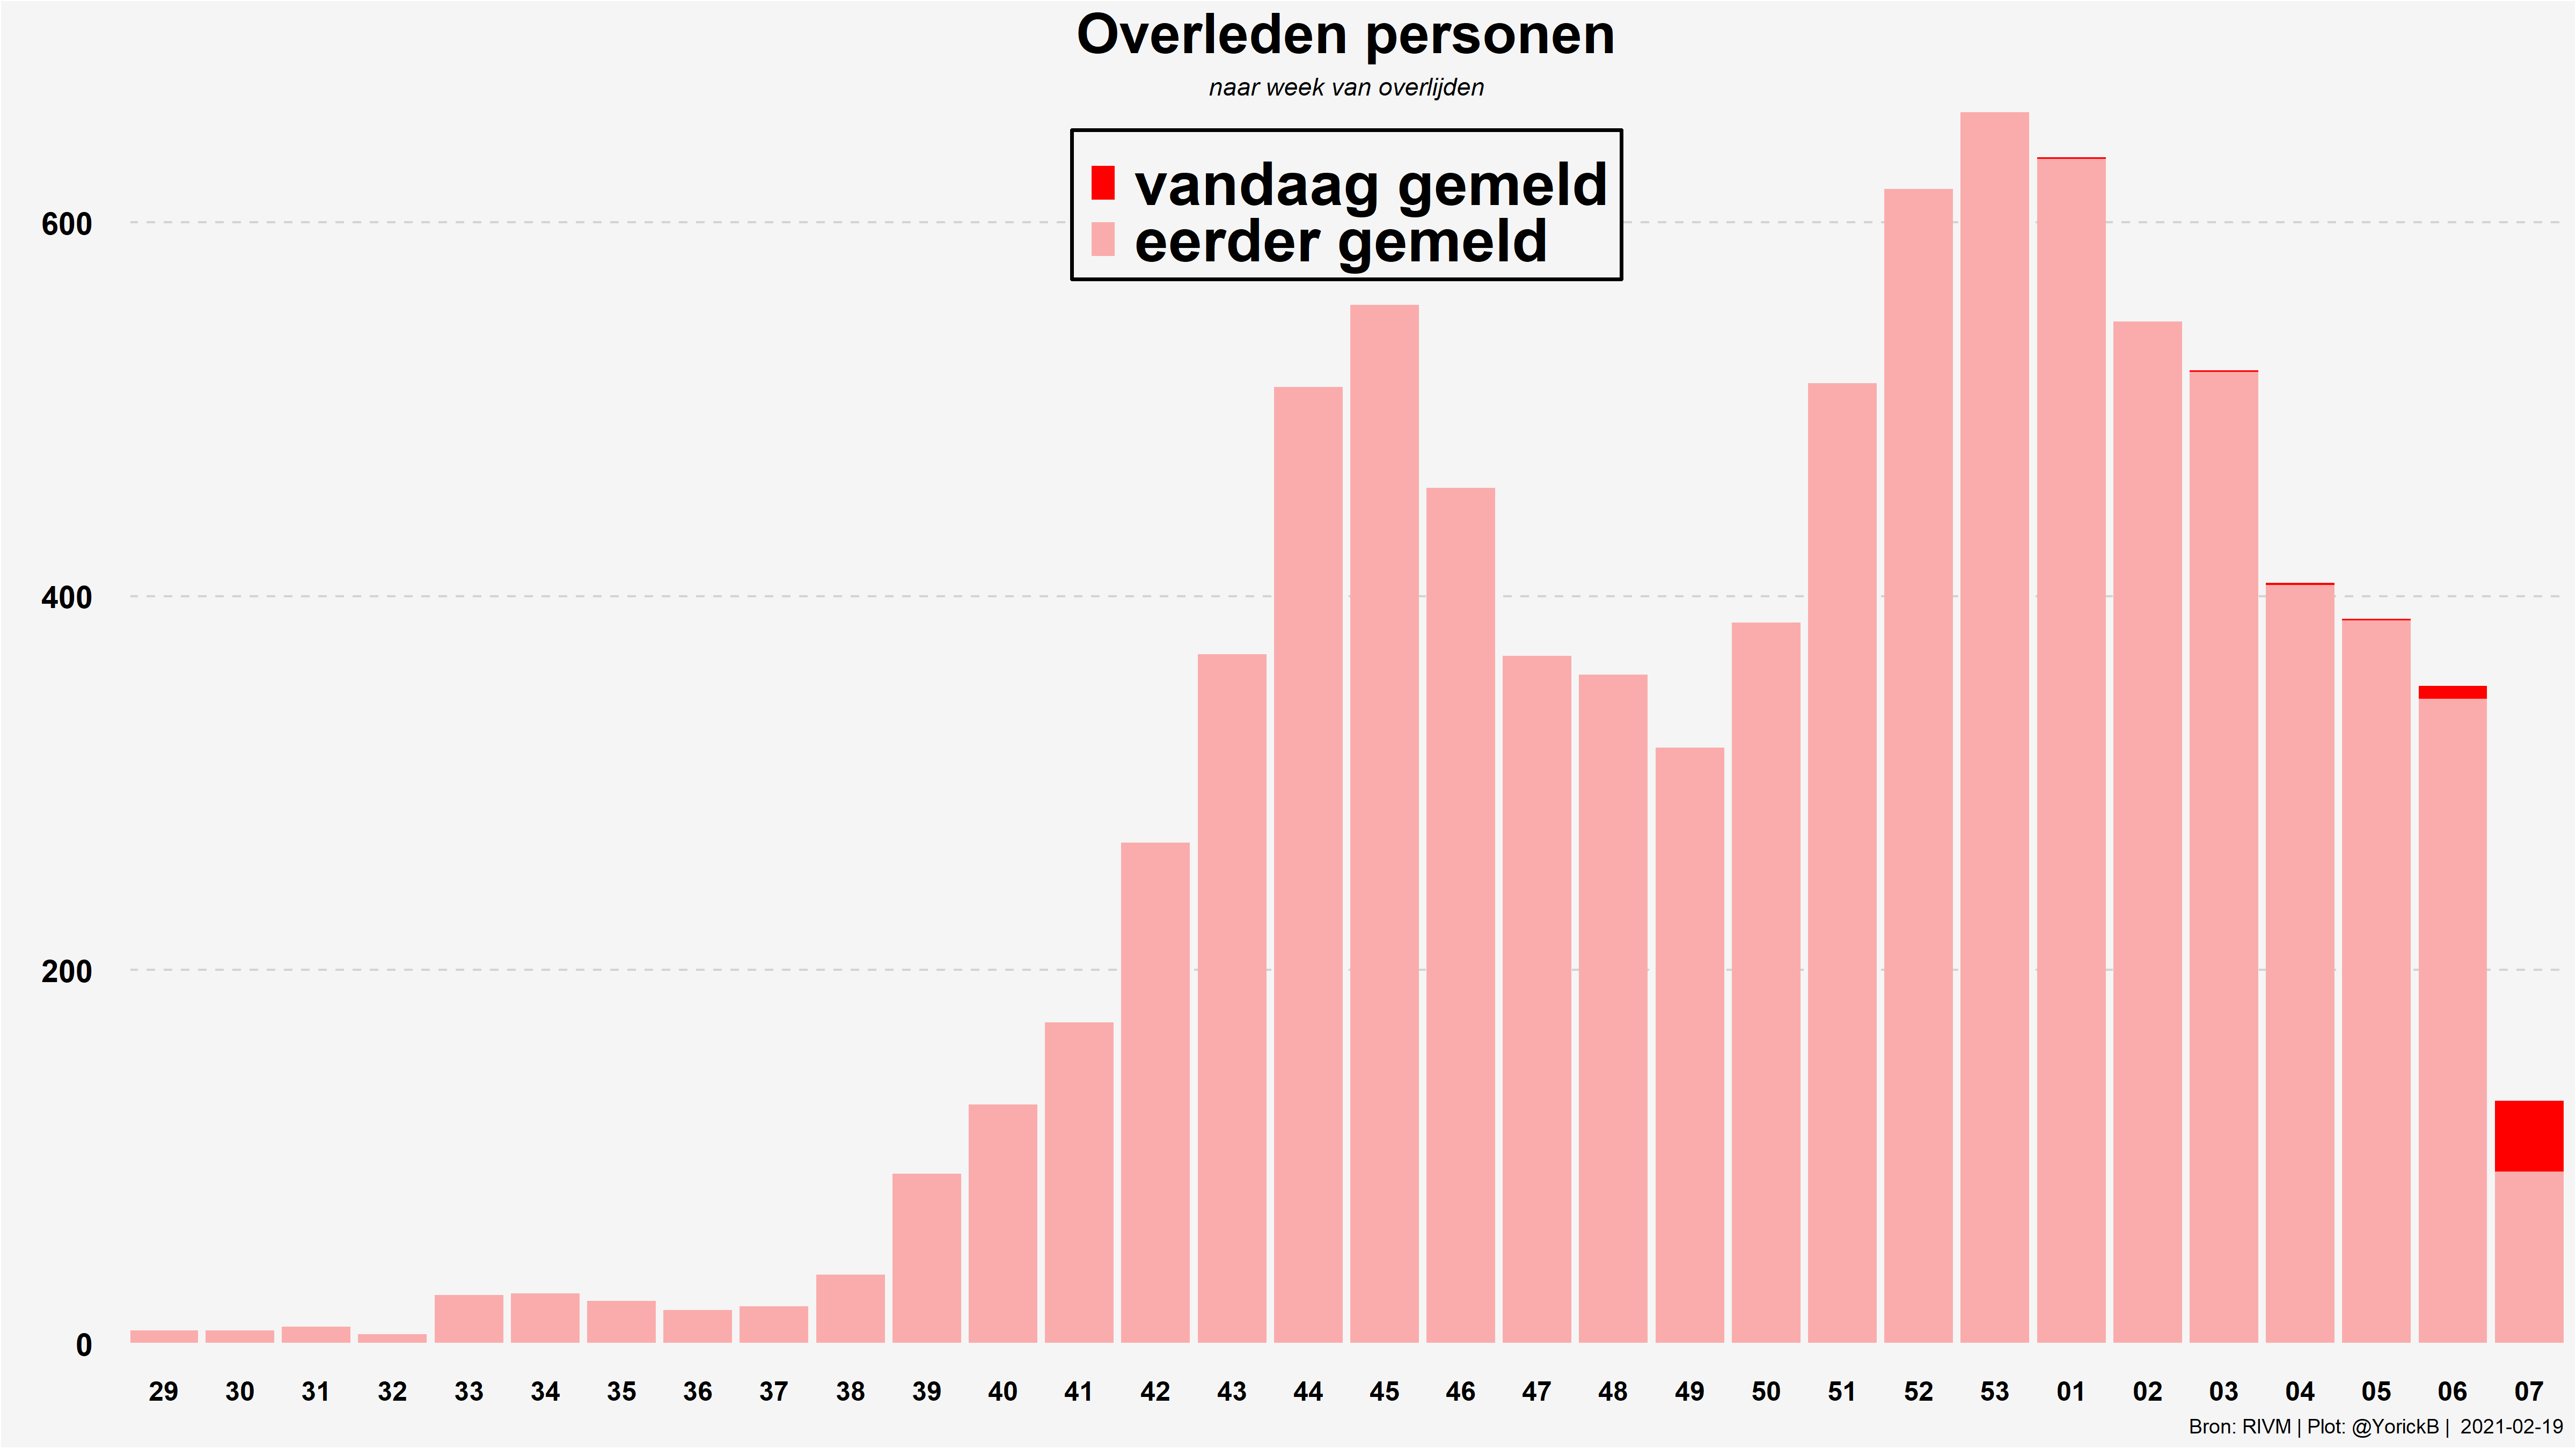 Overleden personen
naar week van overlijden
vandaag gemeld
eerder gemeld
600
400
200
0
29 30 31 32 33 34 35 36 37 38 39 40 41 42 43 44 45 46 47 48 49 50 51 52 53 01 02 03 04 05 06 07
Bron: RIVM | Plot: @YorickB | 2021-02-19